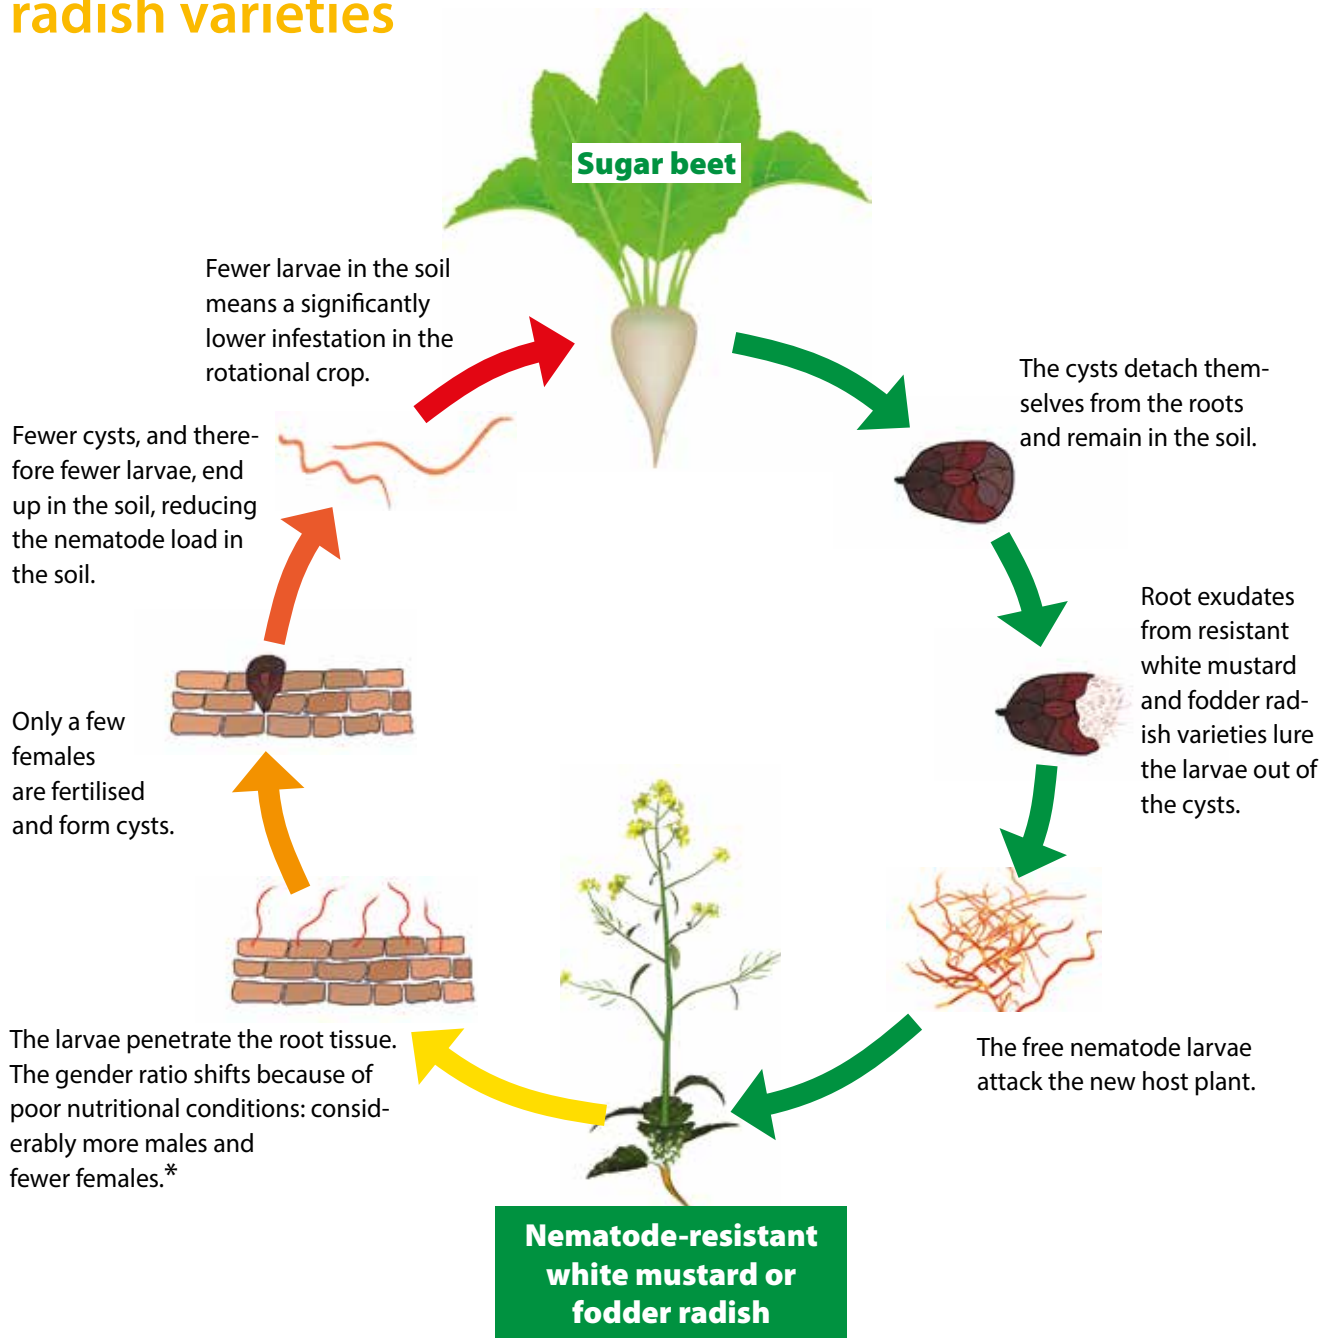 radish varieties
Sugar beet
The cysts detach them-
selves from the roots
and remain in the soil.
Root exudates
from resistant
white mustard
and fodder rad-
ish varieties lure
the larvae out of
the cysts.
The free nematode larvae
attack the new host plant.
Nematode-resistant
white mustard or
fodder radish
The larvae penetrate the root tissue.
The gender ratio shifts because of
poor nutritional conditions: consid-
erably more males and
fewer females.*
Only a few
females
are fertilised
and form cysts.
Fewer cysts, and there-
fore fewer larvae, end
up in the soil, reducing
the nematode load in
the soil.
Fewer larvae in the soil
means a significantly
lower infestation in the
rotational crop.